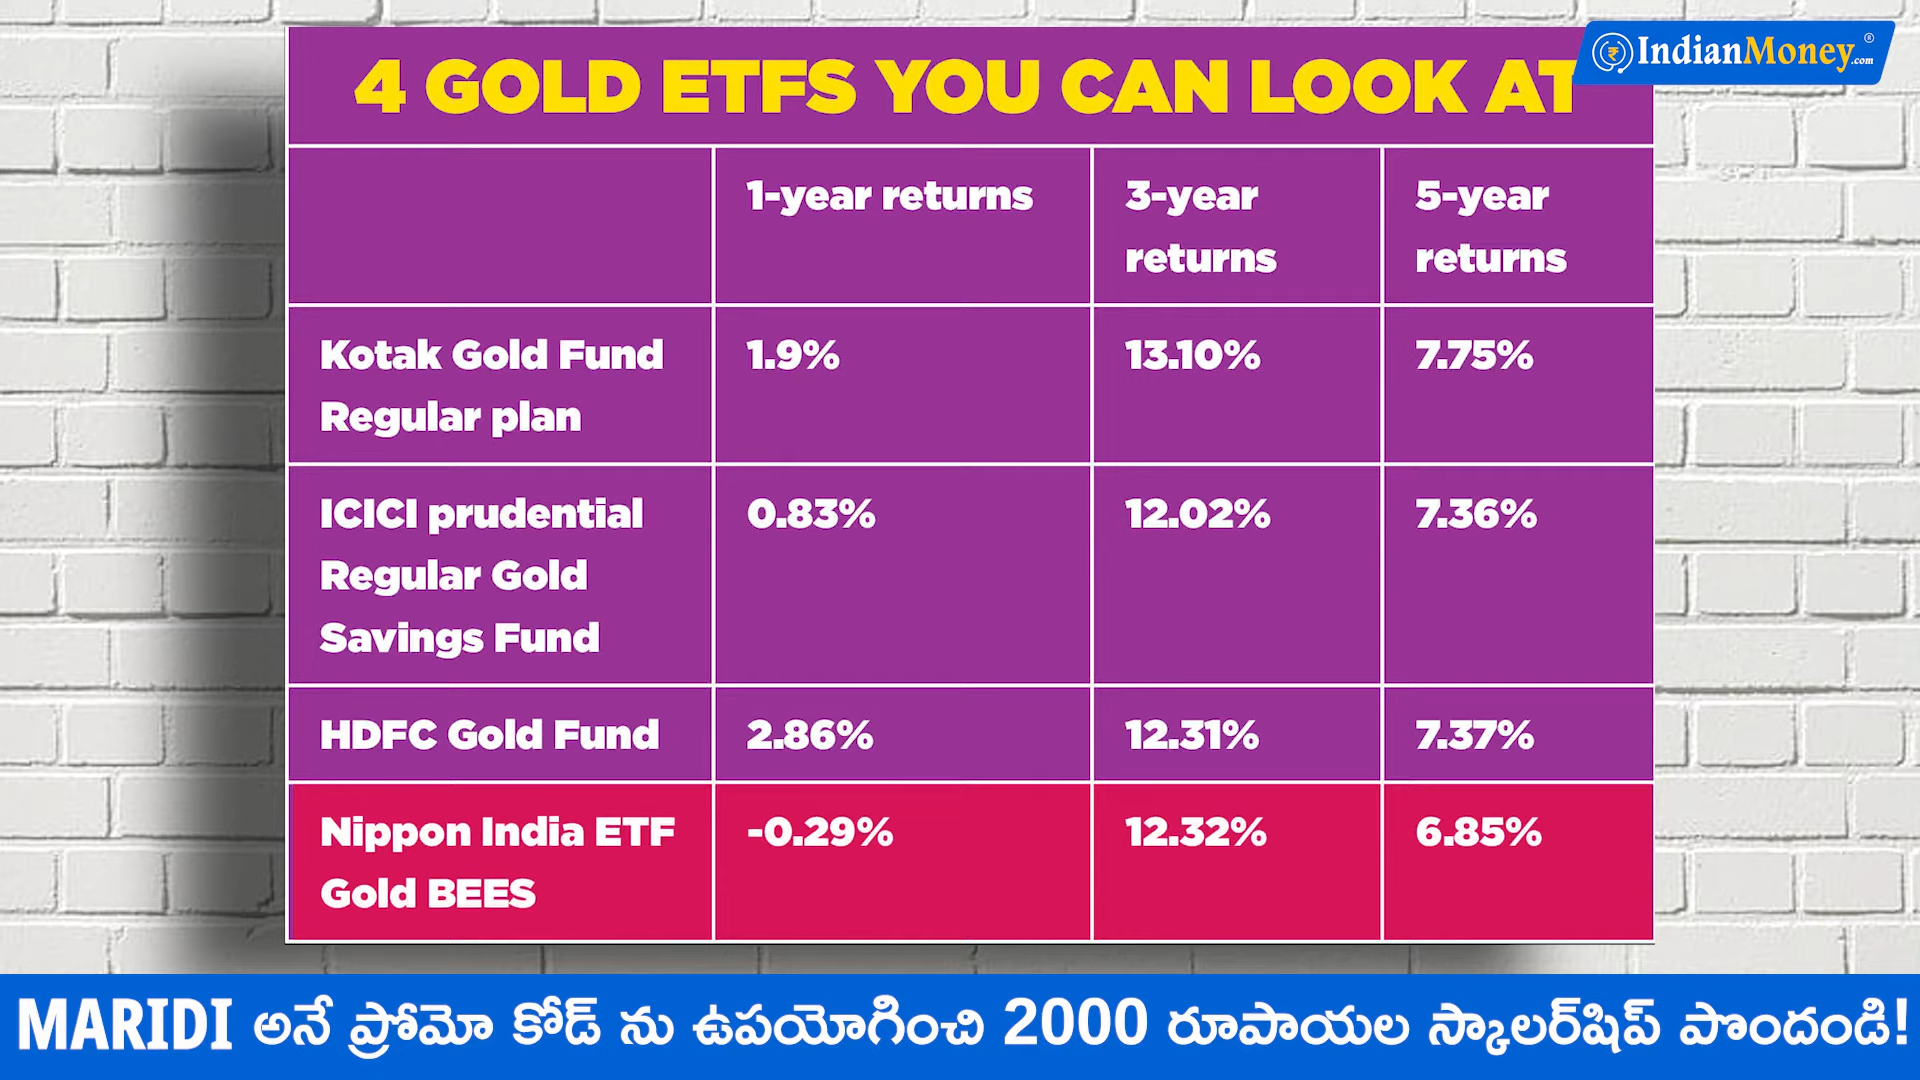 4 GOLD ETFS YOU CAN LOOK AT
IndianMoney.com®
1-year returns
3-year
returns
5-year
returns
Kotak Gold Fund
Regular plan
1.9%
13.10%
7.75%
ICICI prudential
Regular Gold
Savings Fund
0.83%
12.02%
7.36%
HDFC Gold Fund
2.86%
12.31%
7.37%
Nippon India ETF
Gold BEES
-0.29%
12.32%
6.85%
MARIDI అనే ప్రోమో కోడ్ ను ఉపయోగించి 2000 రూపాయల స్కాలర్‌షిప్ పొందండి!